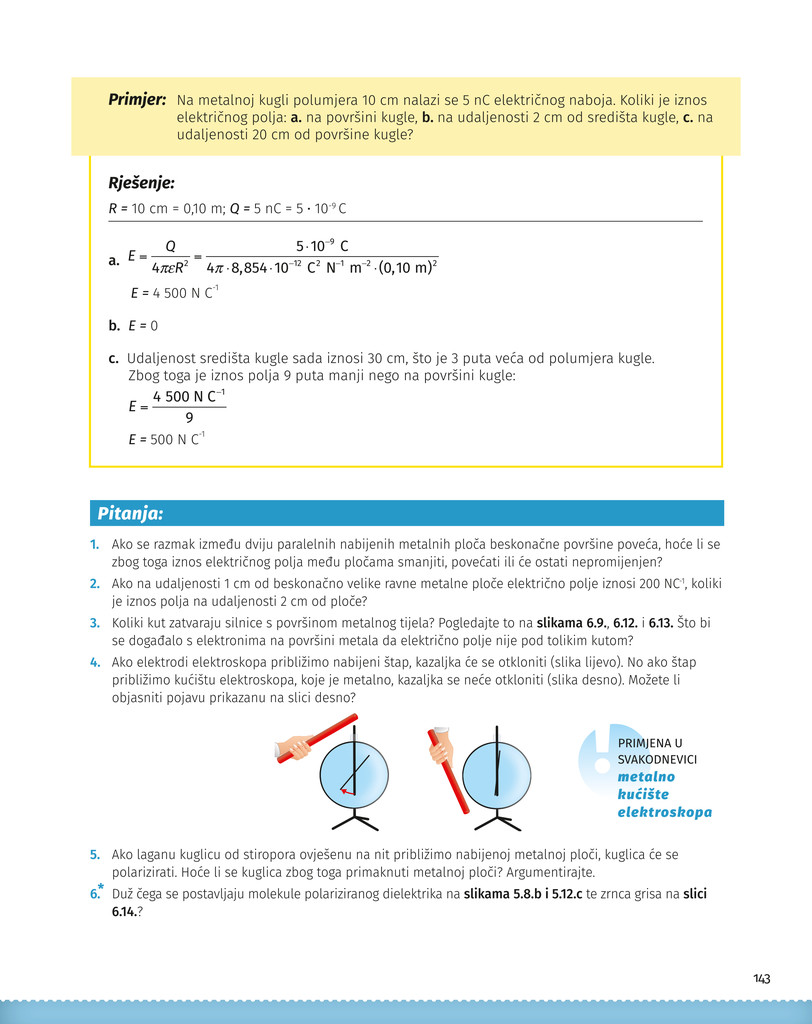 Primjer: Na metalnoj kugli polumjera 10 cm nalazi se 5 nC električnog naboja. Koliki je iznos
električnog polja: a. na površini kugle, b. na udaljenosti 2 cm od središta kugle, c. na
udaljenosti 20 cm od površine kugle?
Rješenje:
R = 10 cm = 0,10 m; Q = 5 nC = 5 · 10⁻⁹ C
a. E = Q / 4πεR² = 5·10⁻⁹ C / 4π·8,854·10⁻¹² C² N⁻¹ m⁻²·(0,10 m)²
E = 4 500 N C⁻¹
b. E = 0
c. Udaljenost središta kugle sada iznosi 30 cm, što je 3 puta veća od polumjera kugle.
Zbog toga je iznos polja 9 puta manji nego na površini kugle:
E = 4 500 N C⁻¹ / 9
E = 500 N C⁻¹
Pitanja:
1. Ako se razmak između dviju paralelnih nabijenih metalnih ploča beskonačne površine poveća, hoće li se
zbog toga iznos električnog polja među pločama smanjiti, povećati ili će ostati nepromijenjen?
2. Ako na udaljenosti 1 cm od beskonačno velike ravne metalne ploče električno polje iznosi 200 NC⁻¹, koliki
je iznos polja na udaljenosti 2 cm od ploče?
3. Koliki kut zatvaraju silnice s površinom metalnog tijela? Pogledajte to na slikama 6.9., 6.12. i 6.13. Što bi
se događalo s elektronima na površini metala da električno polje nije pod tolikim kutom?
4. Ako elektrodi elektroskopa približimo nabijeni štap, kazaljka će se otkloniti (slika lijevo). No ako štap
približimo kućištu elektroskopa, koje je metalno, kazaljka se neće otkloniti (slika desno). Možete li
objasniti pojavu prikazanu na slici desno?
PRIMJENA U
SVAKODNEVICI
metalno
kućište
elektroskopa
5. Ako laganu kuglicu od stiropora ovješenu na nit približimo nabijenoj metalnoj ploči, kuglica će se
polarizirati. Hoće li se kuglica zbog toga primaknuti metalnoj ploči? Argumentirajte.
6.* Duž čega se postavljaju molekule polariziranog dielektrika na slikama 5.8.b i 5.12.c te zrnca grisa na slici
6.14.?
143